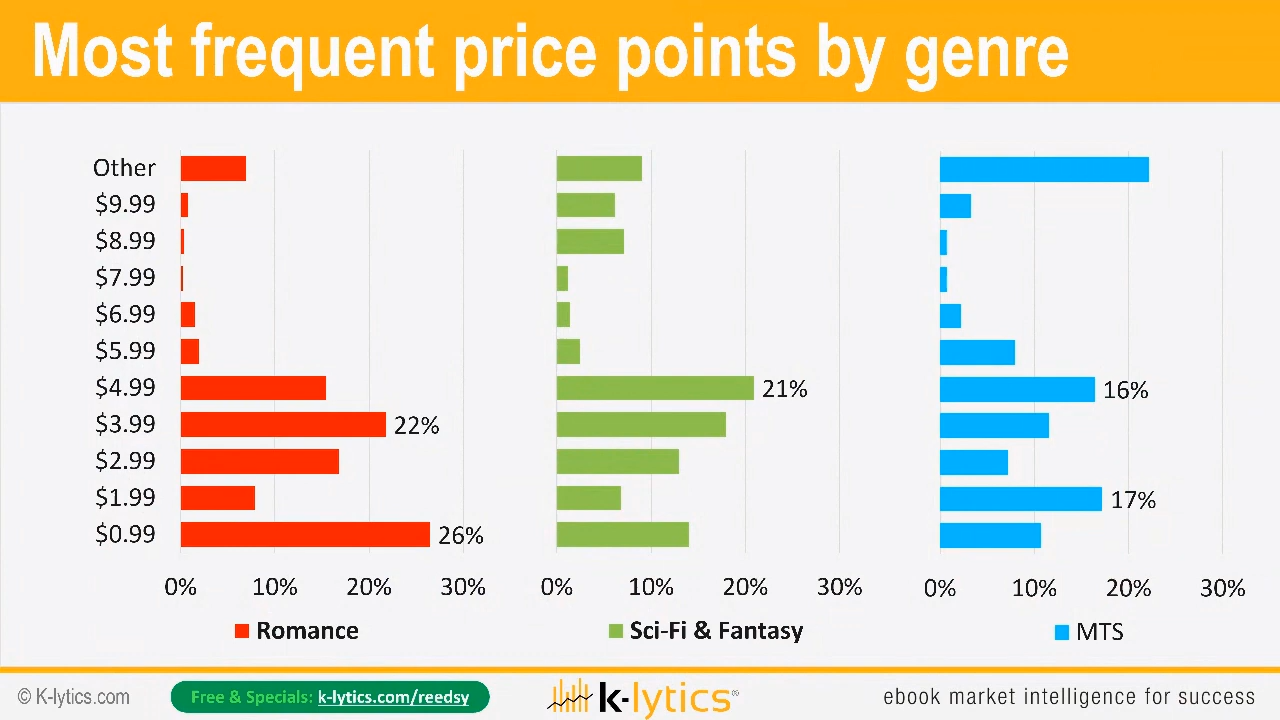 Most frequent price points by genre
Other
$9.99
$8.99
$7.99
$6.99
$5.99
$4.99 21% 16%
$3.99 22%
$2.99
$1.99 17%
$0.99 26%
0% 10% 20% 30% 0% 10% 20% 30% 0% 10% 20% 30%
Romance Sci-Fi & Fantasy MTS
© K-lytics.com Free & Specials: k-lytics.com/reedsy k-lytics® ebook market intelligence for success